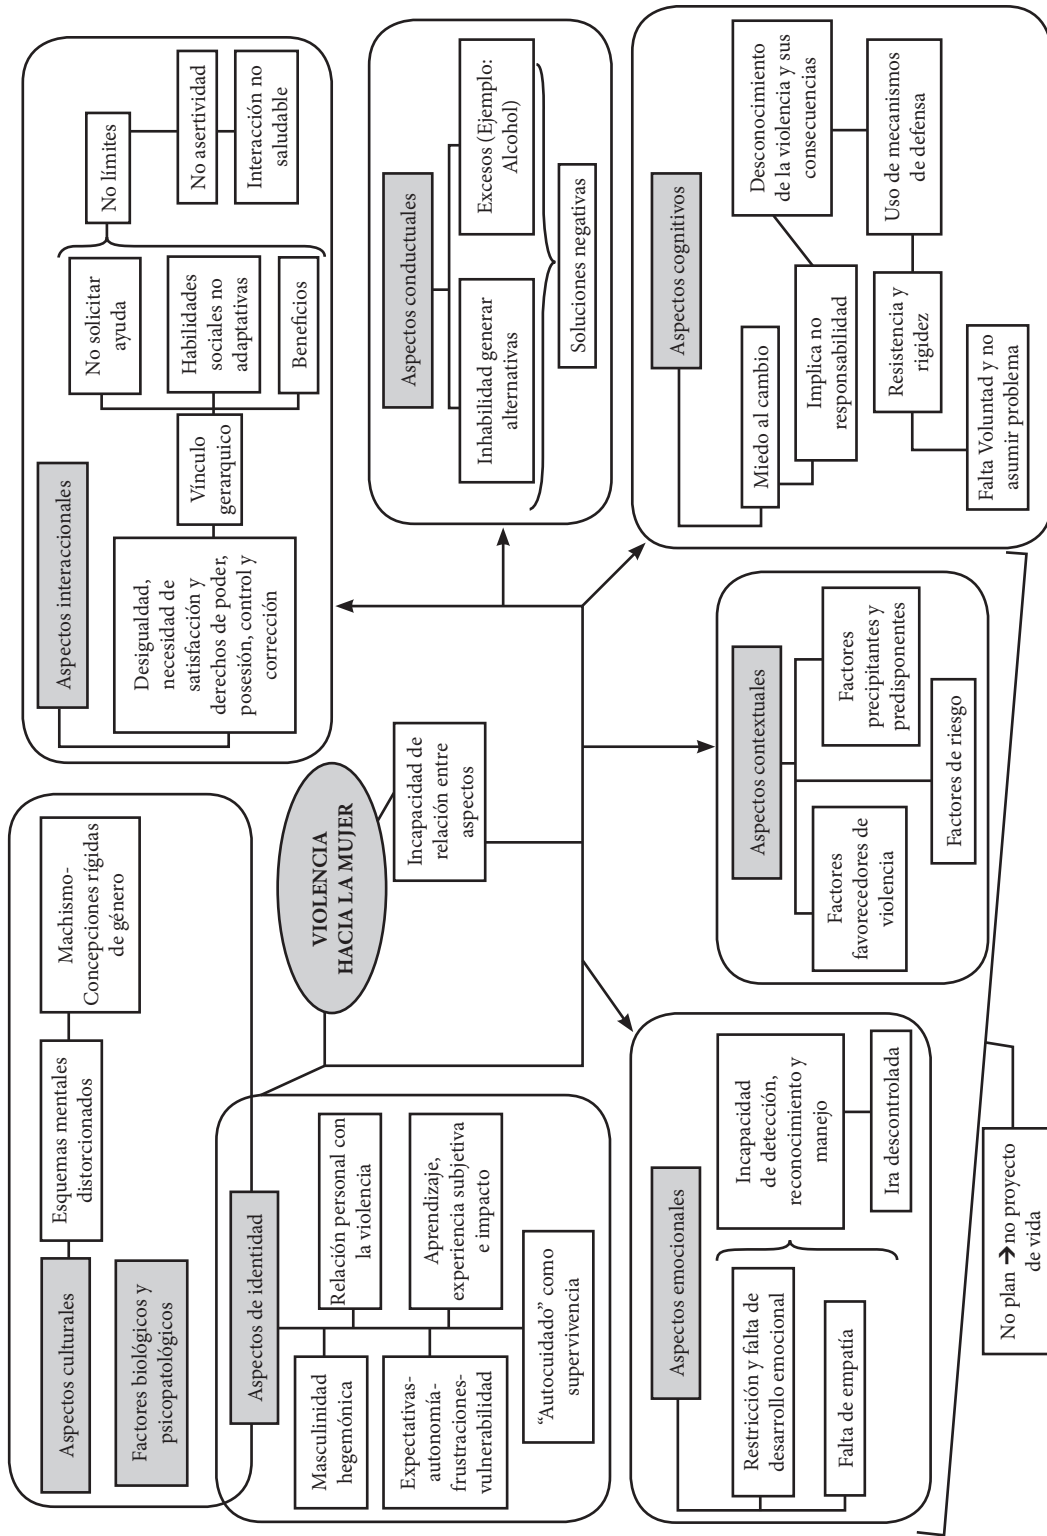 Aspectos culturales
Esquemas mentales
distorcionados
Machismo-
Concepciones rígidas
de género
Factores biológicos y
psicopatológicos
Aspectos de identidad
Masculinidad
hegemónica
Relación personal con
la violencia
Expectativas-
autonomía-
frustraciones-
vulnerabilidad
Aprendizaje,
experiencia subjetiva
e impacto
“Autocuidado” como
supervivencia
VIOLENCIA
HACIA LA MUJER
Incapacidad de
relación entre
aspectos
Aspectos interaccionales
Desigualdad,
necesidad de
satisfacción y
derechos de poder,
posesión, control y
corrección
Vínculo
gerarquico
No solicitar
ayuda
Habilidades
sociales no
adaptativas
Beneficios
No límites
No asertividad
Interacción no
saludable
Aspectos conductuales
Inhabilidad generar
alternativas
Excesos (Ejemplo:
Alcohol)
Soluciones negativas
Aspectos cognitivos
Miedo al cambio
Implica no
responsabilidad
Desconocimiento
de la violencia y sus
consecuencias
Uso de mecanismos
de defensa
Resistencia y
rigidez
Falta Voluntad y no
asumir problema
Aspectos contextuales
Factores
favorecedores de
violencia
Factores
precipitantes y
predisponentes
Factores de riesgo
Aspectos emocionales
Restricción y falta de
desarrollo emocional
Falta de empatía
Incapacidad
de detección,
reconocimiento y
manejo
Ira descontrolada
No plan ➔ no proyecto
de vida